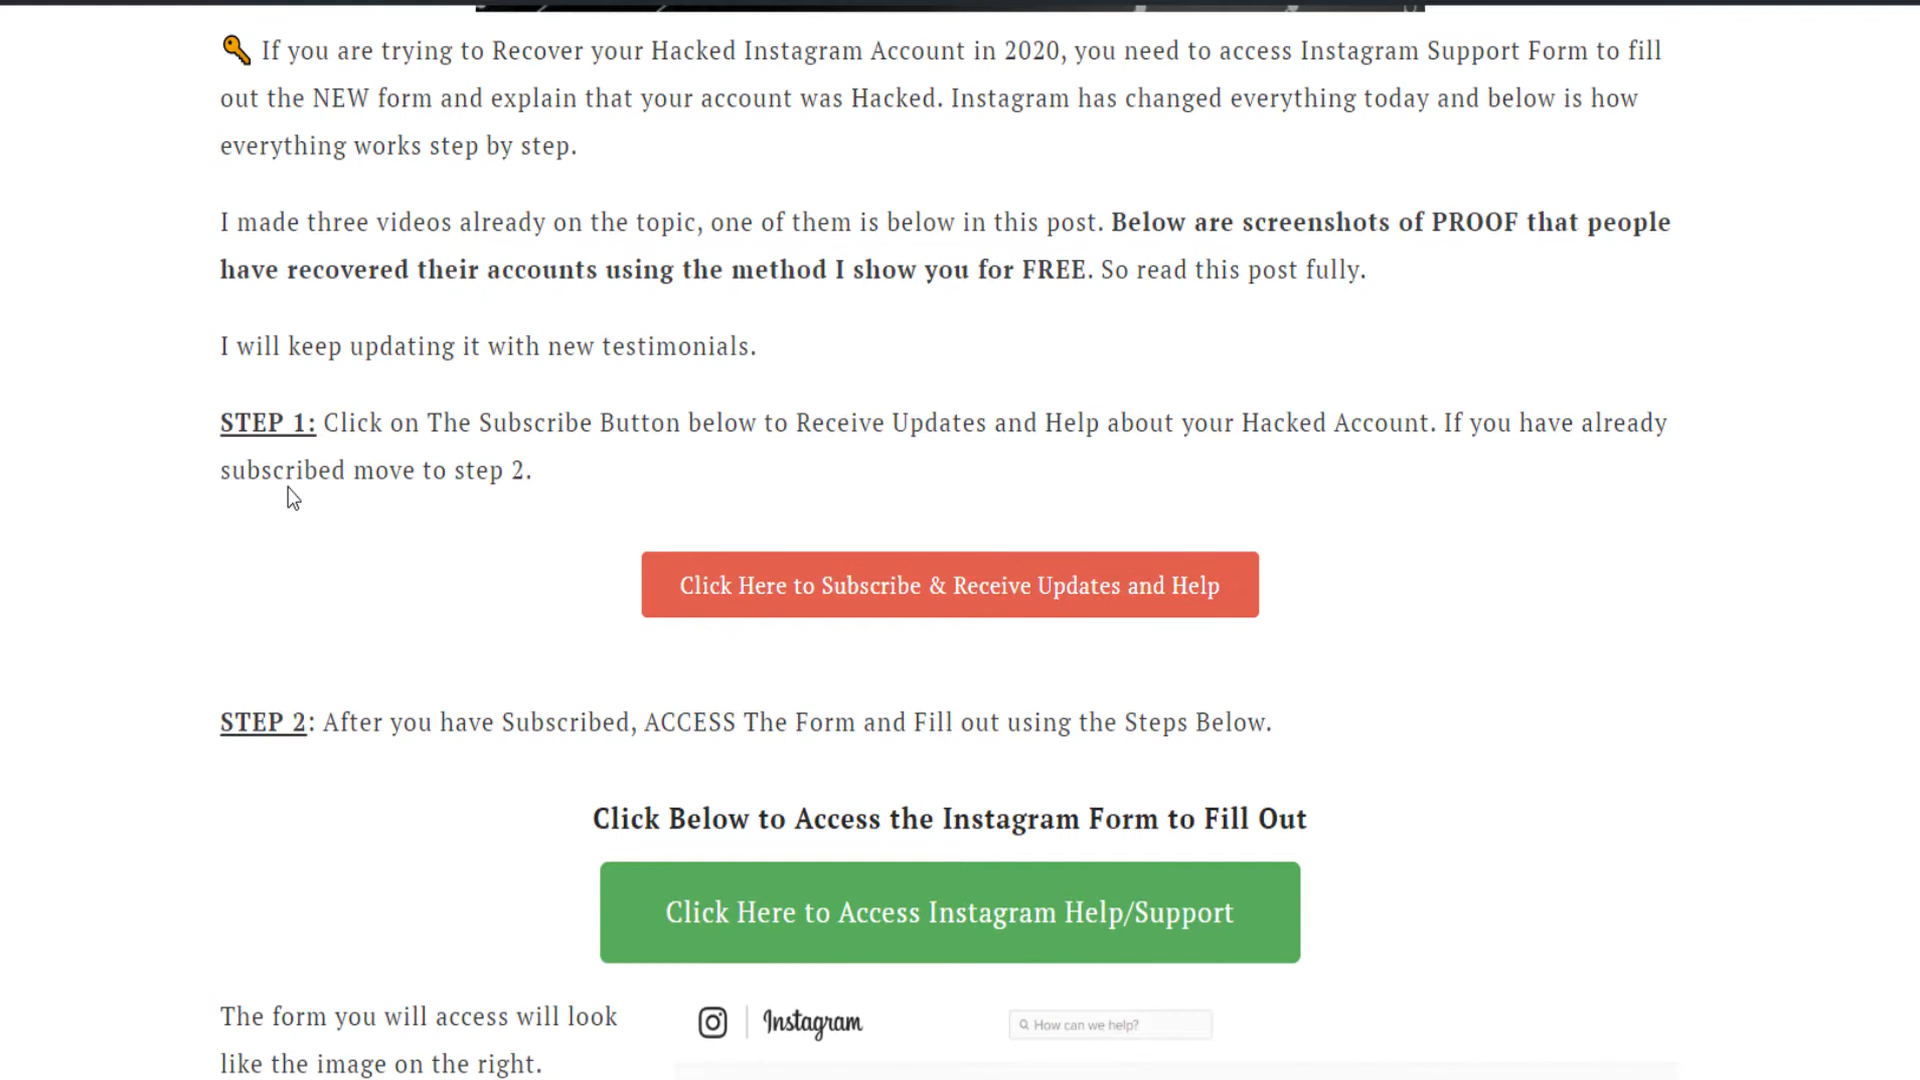 If you are trying to Recover your Hacked Instagram Account in 2020, you need to access Instagram Support Form to fill
out the NEW form and explain that your account was Hacked. Instagram has changed everything today and below is how
everything works step by step.
I made three videos already on the topic, one of them is below in this post. Below are screenshots of PROOF that people
have recovered their accounts using the method I show you for FREE. So read this post fully.
I will keep updating it with new testimonials.
STEP 1: Click on The Subscribe Button below to Receive Updates and Help about your Hacked Account. If you have already
subscribed move to step 2.
Click Here to Subscribe & Receive Updates and Help
STEP 2: After you have Subscribed, ACCESS The Form and Fill out using the Steps Below.
Click Below to Access the Instagram Form to Fill Out
Click Here to Access Instagram Help/Support
The form you will access will look
like the image on the right.
Instagram
How can we help?